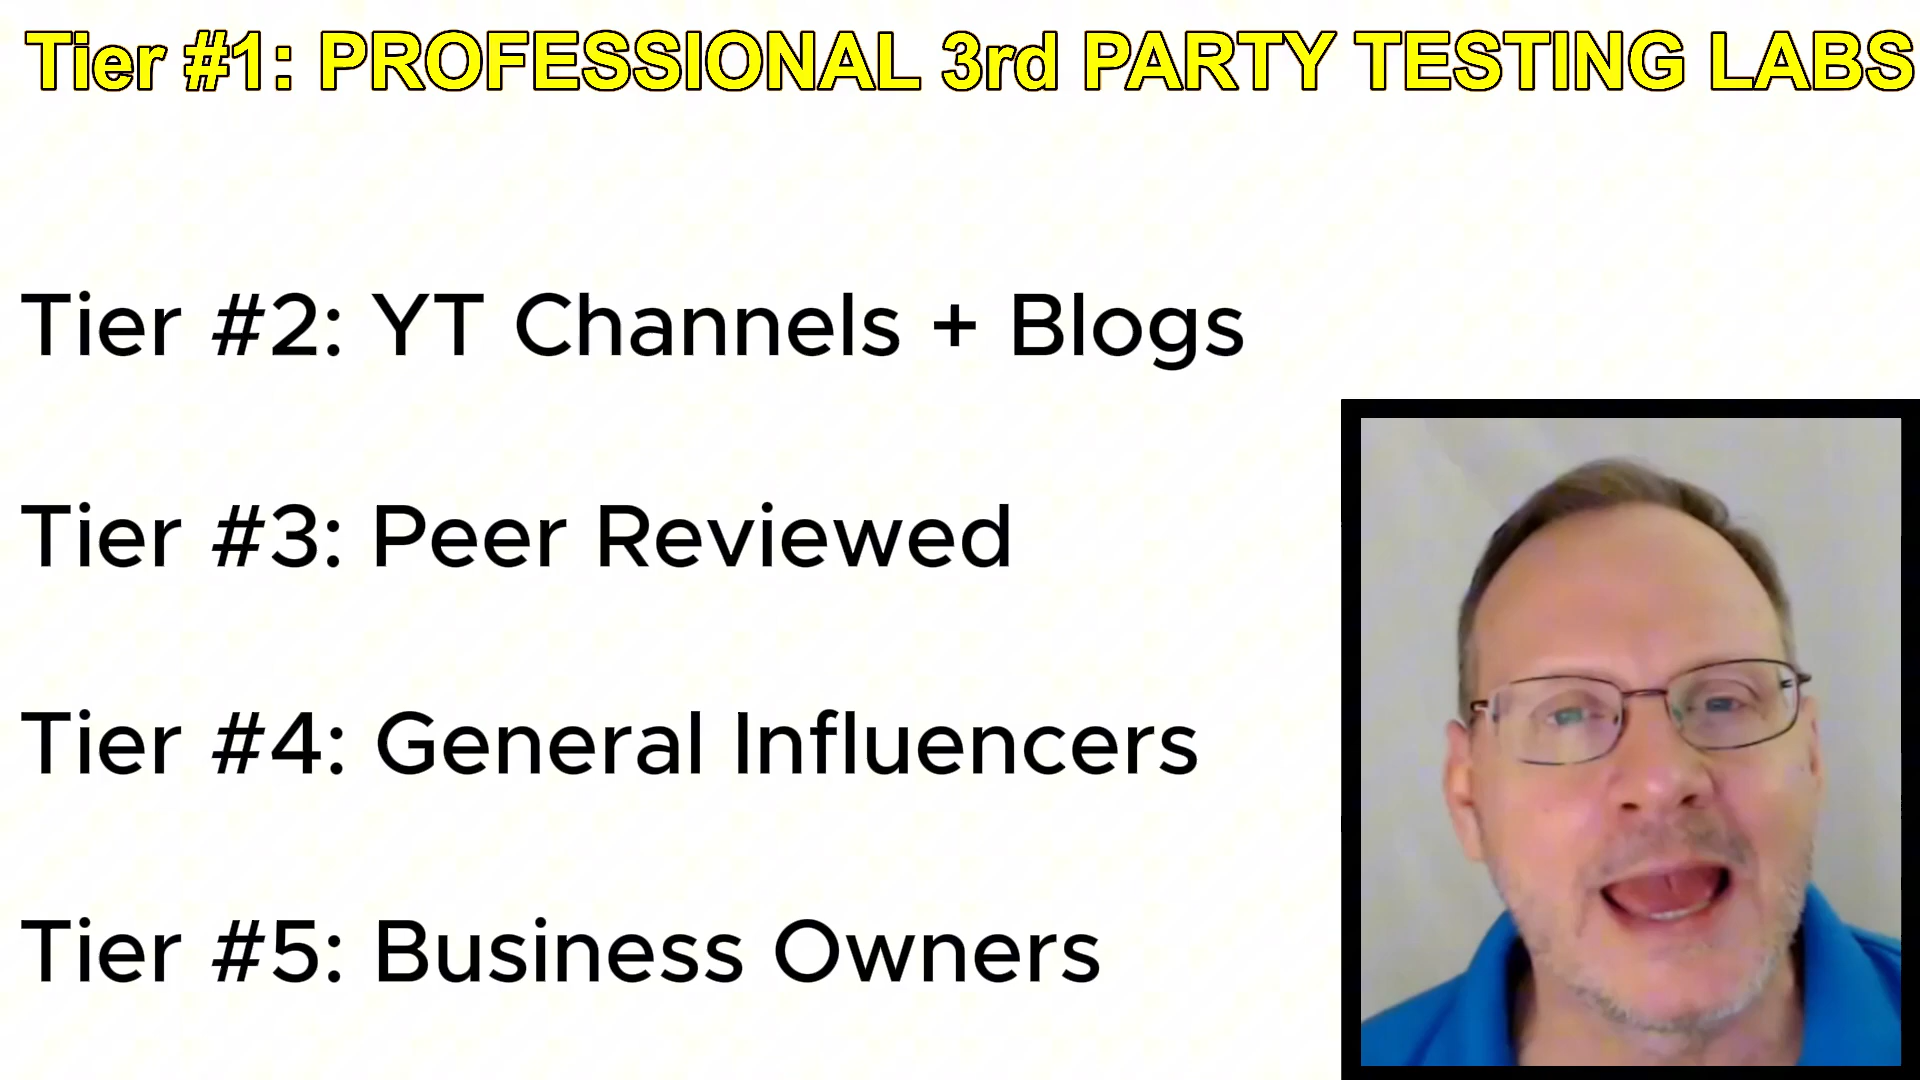 Tier #1: PROFESSIONAL 3rd PARTY TESTING LABS
Tier #2: YT Channels + Blogs
Tier #3: Peer Reviewed
Tier #4: General Influencers
Tier #5: Business Owners